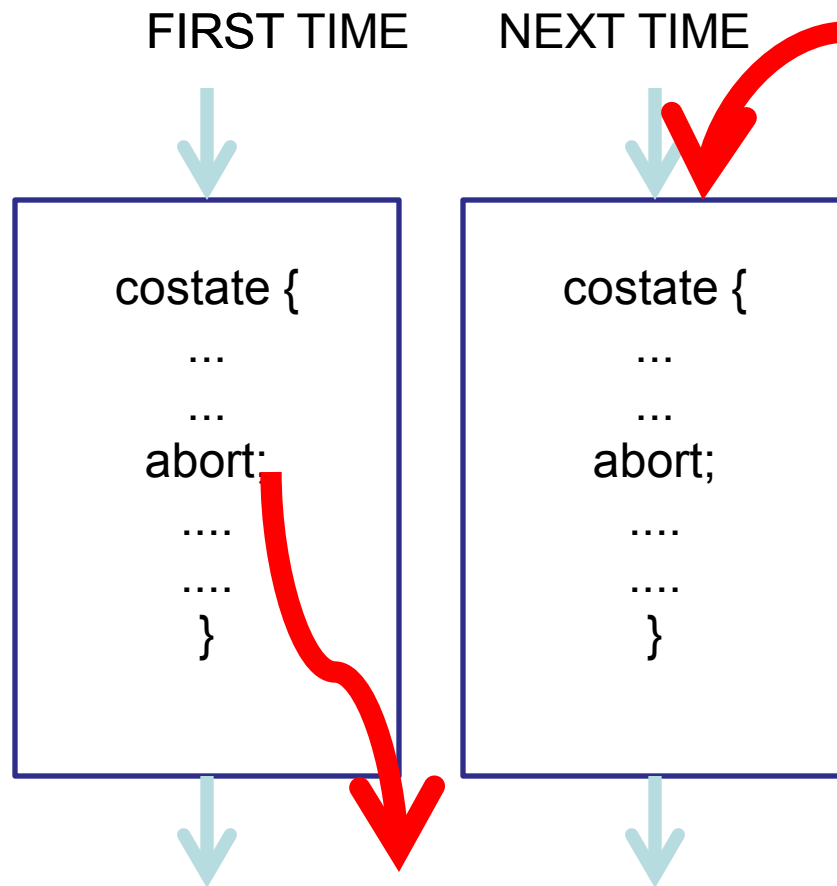 FIRST TIME
NEXT TIME
costate {
...
...
abort;
....
....
}
costate {
...
...
abort;
....
....
}